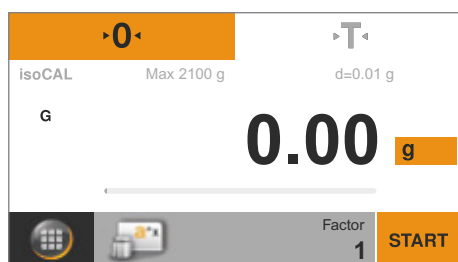 ▸0◂ ▸T◂
isoCAL Max 2100 g d=0.01 g
G
0.00 g
Factor
1
START